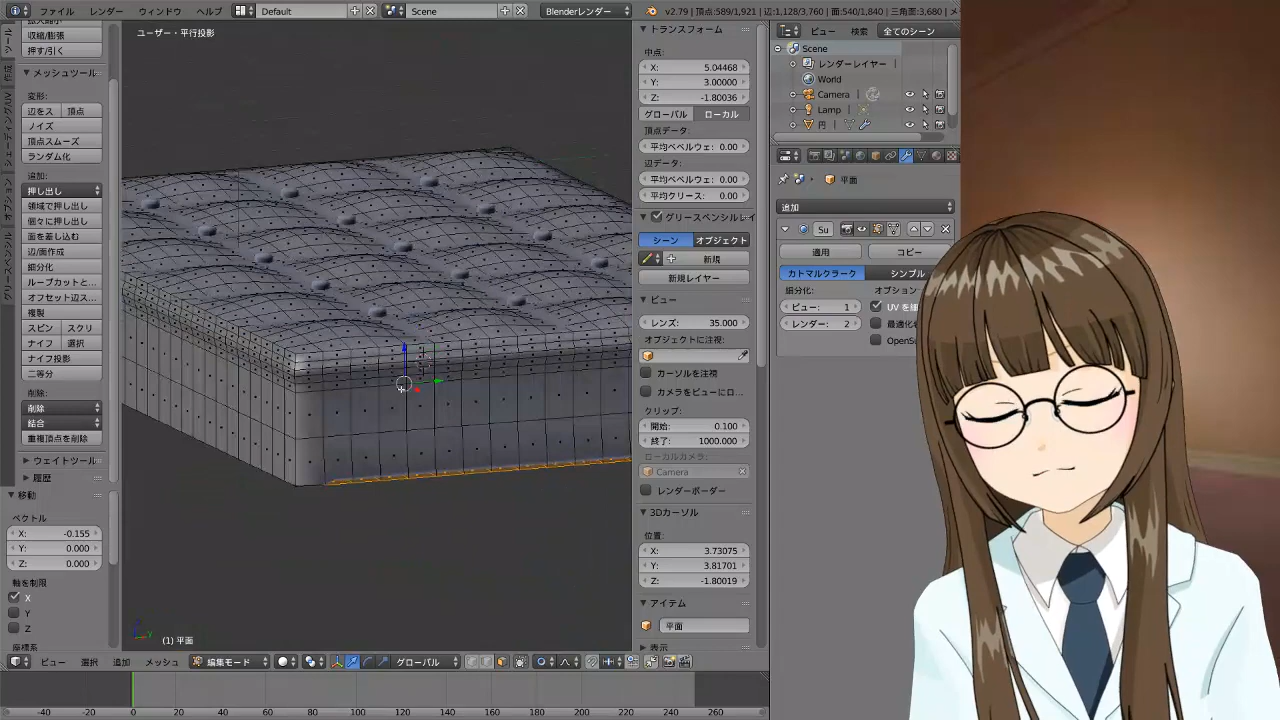 ファイル レンダー ウィンドウ ヘルプ Default Scene Blenderレンダー v2.79 | 頂点:589/1,921 | 辺:1,128/3,760 | 面:540/1,840 | 三角面:3,680 |
ユーザー・平行投影
収縮/膨張
押す/引く
メッシュツール
変形:
辺をス 頂点
ノイズ
頂点スムーズ
ランダム化
追加:
押し出し
領域で押し出し
個々に押し出し
面を差し込む
辺/面作成
細分化
ループカットと...
オフセット辺ス...
複製
スピン スクリ
ナイフ 選択
ナイフ投影
二等分
削除:
削除
結合
重複頂点を削除
ウェイトツール
履歴
移動
ベクトル
X: -0.155
Y: 0.000
Z: 0.000
軸を制限
X
Y
Z
座標系
(1) 平面
ビュー 選択 追加 メッシュ 編集モード グローバル
-40 -20 0 20 40 60 80 100 120 140 160 180 200 220 240 260
トランスフォーム
中点:
X: 5.04468
Y: 3.00000
Z: -1.80036
グローバル ローカル
頂点データ:
平均ベベルウェ: 0.00
辺データ:
平均ベベルウェ: 0.00
平均クリース: 0.00
グリースペンシル
シーン オブジェクト
新規
新規レイヤー
ビュー
レンズ: 35.000
オブジェクトに注視:
カーソルを注視
カメラをビューにロ...
クリップ:
開始: 0.100
終了: 1000.000
ローカルカメラ:
Camera
レンダーボーダー
3Dカーソル
位置:
X: 3.73075
Y: 3.81701
Z: -1.80019
アイテム
平面
表示
ビュー 検索 全てのシーン
Scene
レンダーレイヤー
World
Camera
Lamp
円
平面
追加
Su
適用 コピー
カトマルクラーク シンプル
細分化: オプション:
ビュー: 1 UV を細
レンダー: 2 最適化
OpenSu